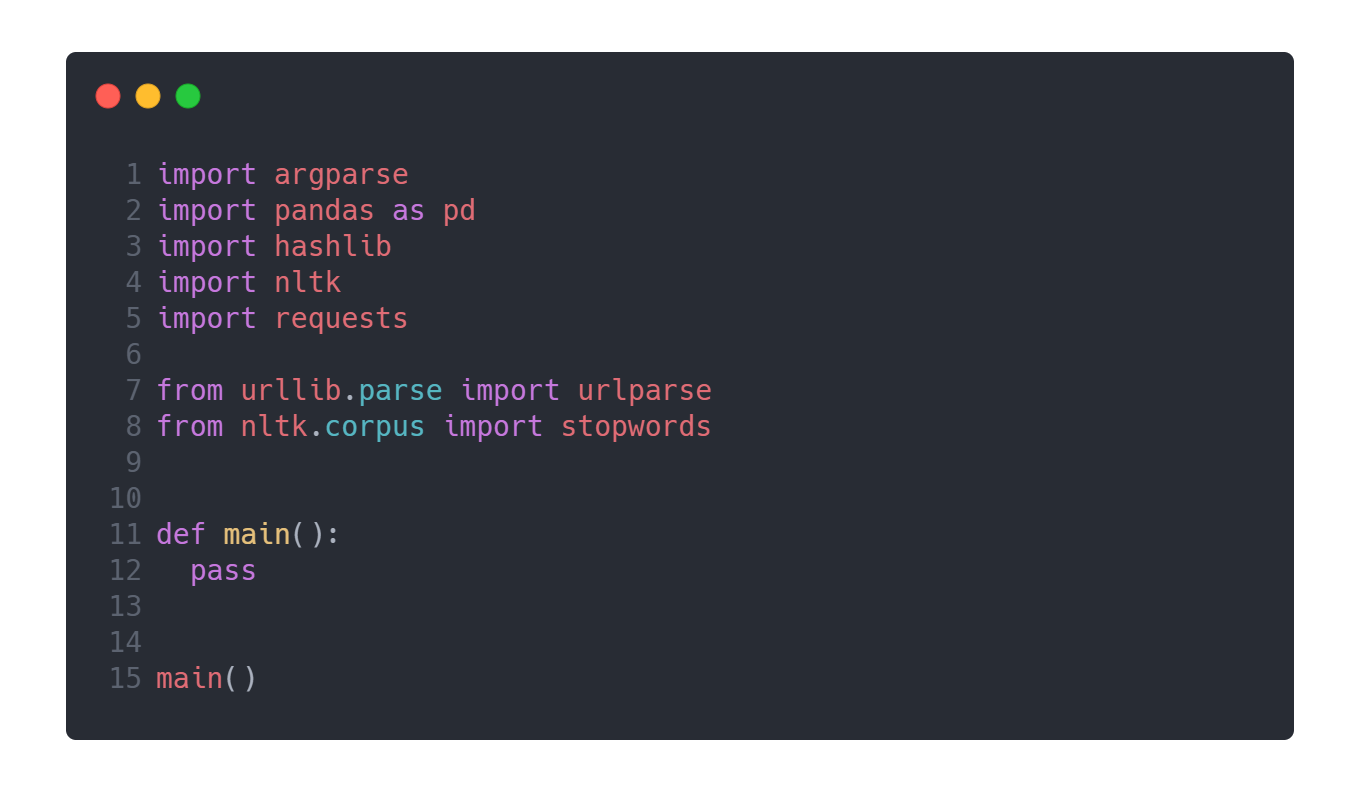 1 import argparse
2 import pandas as pd
3 import hashlib
4 import nltk
5 import requests
6
7 from urllib.parse import urlparse
8 from nltk.corpus import stopwords
9
10
11 def main():
12   pass
13
14
15 main()